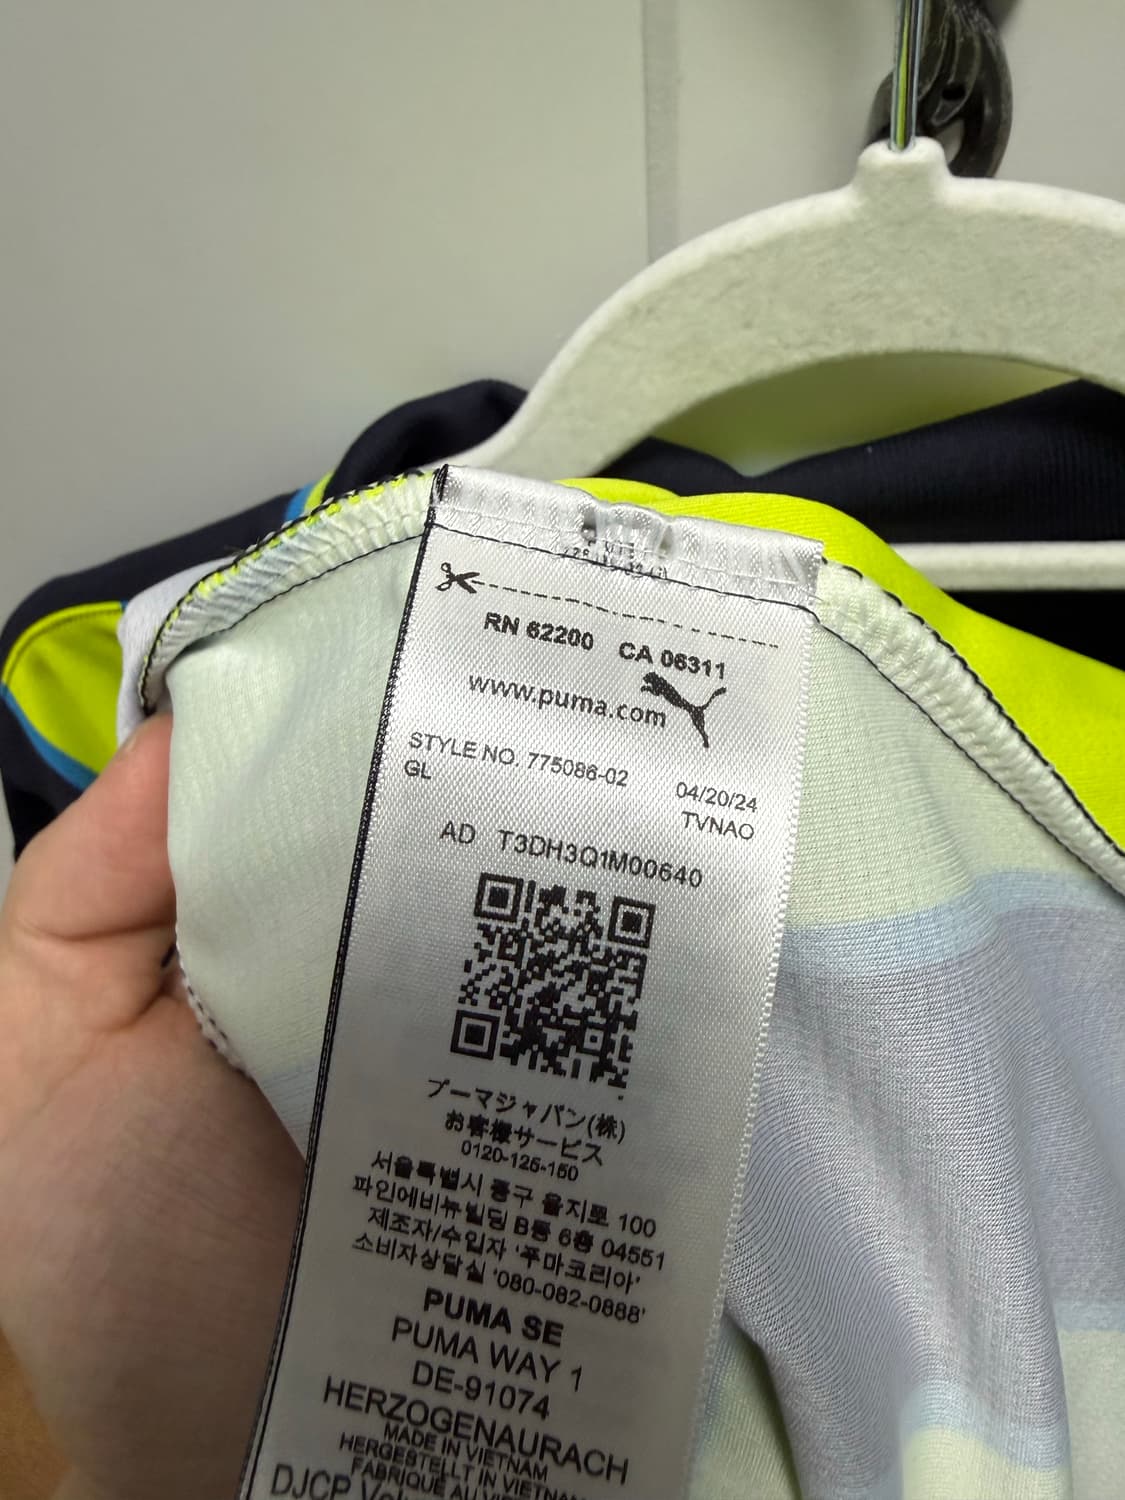 RN 62200 CA 06311
www.puma.com
STYLE NO. 775086-02 04/20/24
GL TVNAO
AD T3DH3Q1M00640
プーマジャパン(株)
お客様サービス
0120-125-150
서울특별시 중구 을지로 100
파인에비뉴빌딩 B동 6층 04551
제조자/수입자 '푸마코리아'
소비자상담실 '080-082-0888'
PUMA SE
PUMA WAY 1
DE-91074
HERZOGENAURACH
MADE IN VIETNAM
HERGESTELLT IN VIETNAM
FABRIQUÉ AU VIETNAM
DJCP